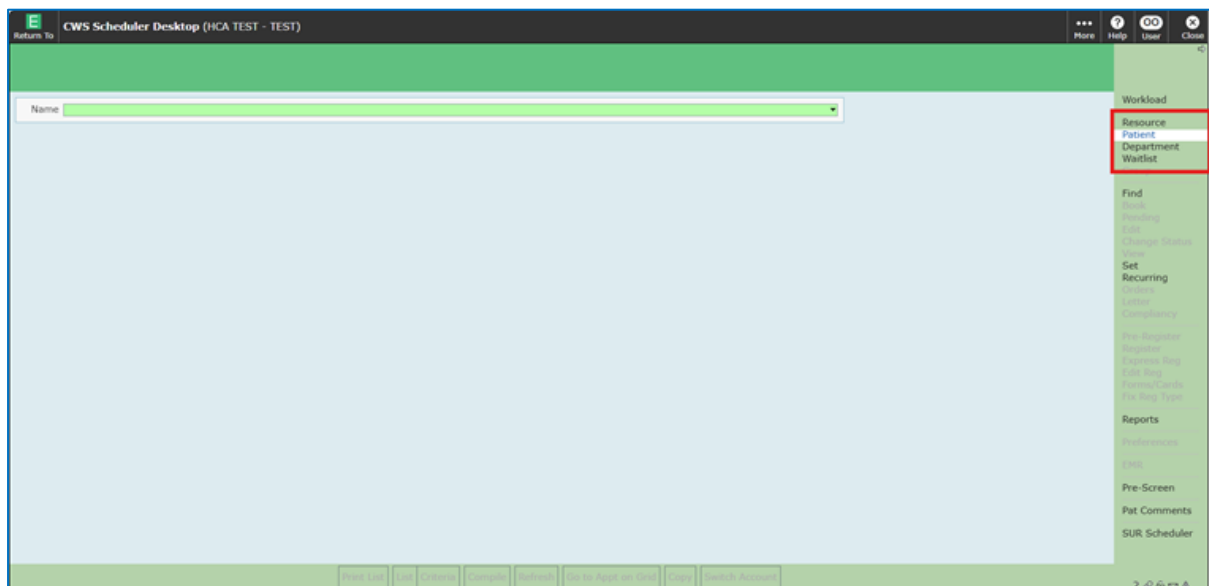 E
Return To
CWS Scheduler Desktop (HCA TEST - TEST)
More
Help
User
Close
Name
Workload
Resource
Patient
Department
Waitlist
Find
Book
Pending
Edit
Change Status
View
Set
Recurring
Orders
Letter
Compliancy
Pre-Register
Register
Express Reg
Edit Reg
Forms/Cards
Fix Reg Type
Reports
Preferences
EMR
Pre-Screen
Pat Comments
SUR Scheduler
Print List
List
Criteria
Compile
Refresh
Go to Appt on Grid
Copy
Switch Account